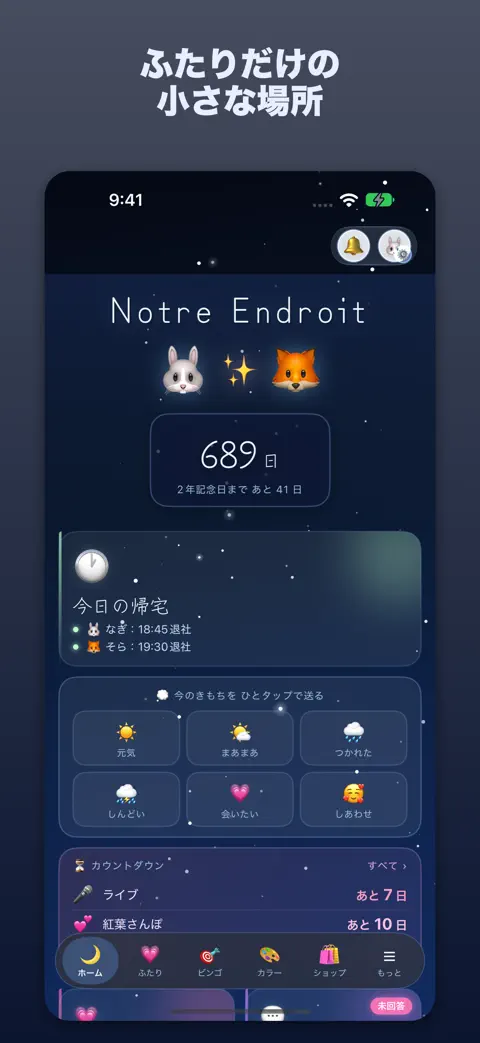 ふたりだけの
小さな場所
9:41
Notre Endroit
689 日
2年記念日まで あと 41 日
今日の帰宅
なぎ：18:45退社
そら：19:30退社
今のきもちを ひとタップで送る
元気 まあまあ つかれた
しんどい 会いたい しあわせ
カウントダウン すべて ›
ライブ あと 7 日
紅葉さんぽ あと 10 日
ホーム ふたり ビンゴ カラー ショップ もっと
未回答